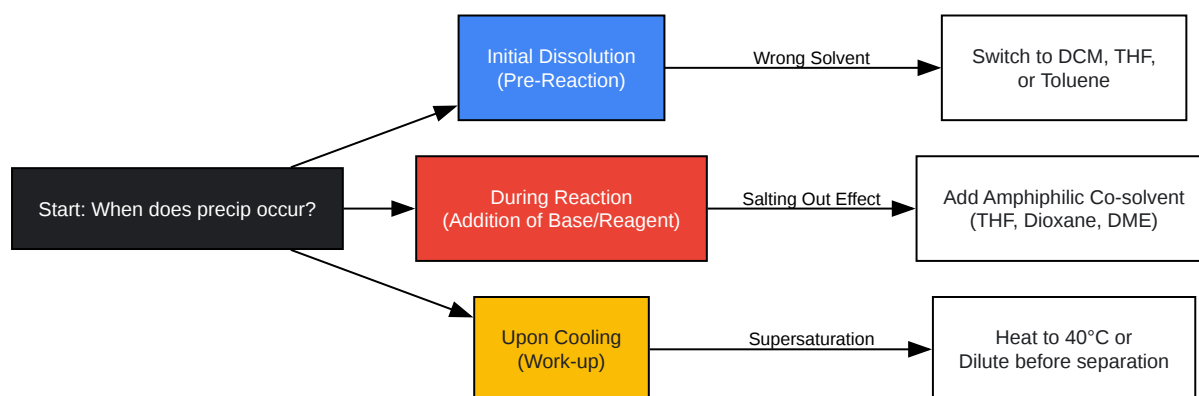 Start: When does precip occur?
Initial Dissolution
(Pre-Reaction)
Wrong Solvent
Switch to DCM, THF,
or Toluene
During Reaction
(Addition of Base/Reagent)
Salting Out Effect
Add Amphiphilic Co-solvent
(THF, Dioxane, DME)
Upon Cooling
(Work-up)
Supersaturation
Heat to 40°C or
Dilute before separation